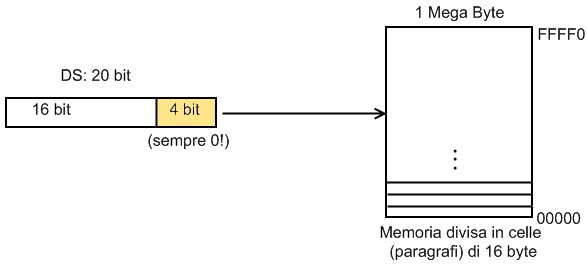 1 Mega Byte
FFFF0
DS: 20 bit
16 bit
4 bit
(sempre 0!)
00000
Memoria divisa in celle
(paragrafi) di 16 byte